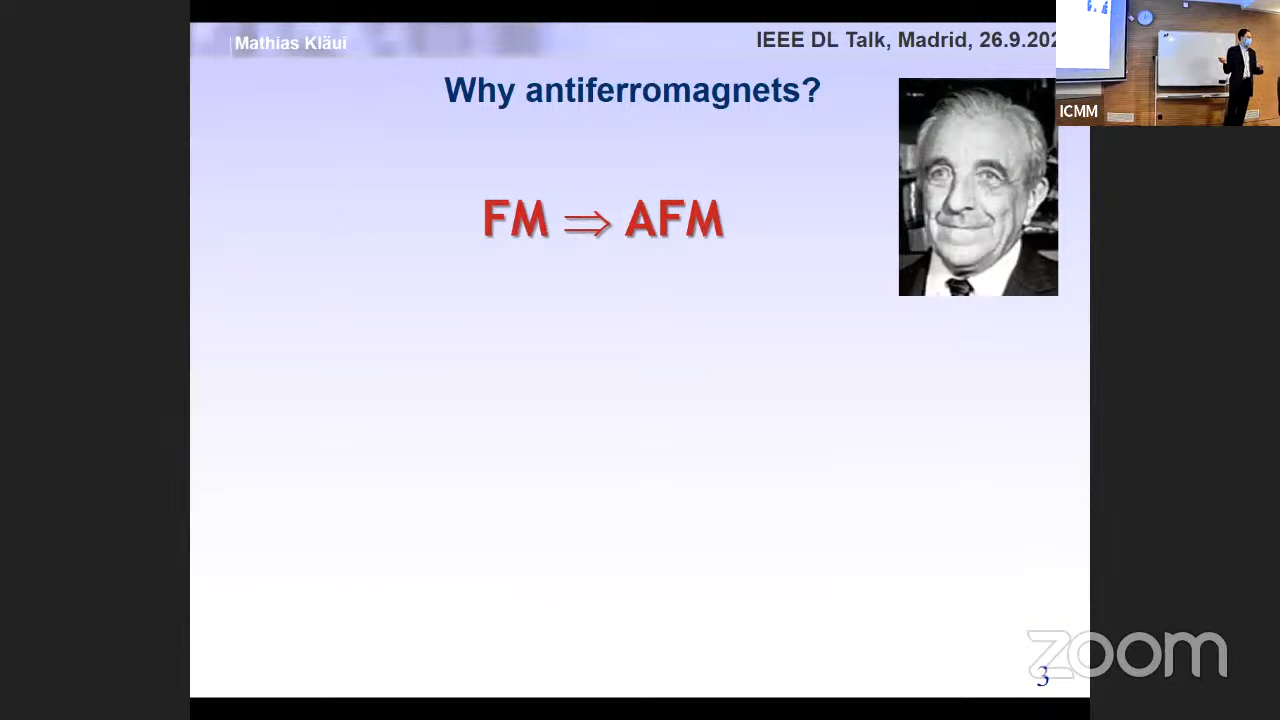 Mathias Kläui
IEEE DL Talk, Madrid, 26.9.202
Why antiferromagnets?
ICMM
FM ⇒ AFM
zoom
3